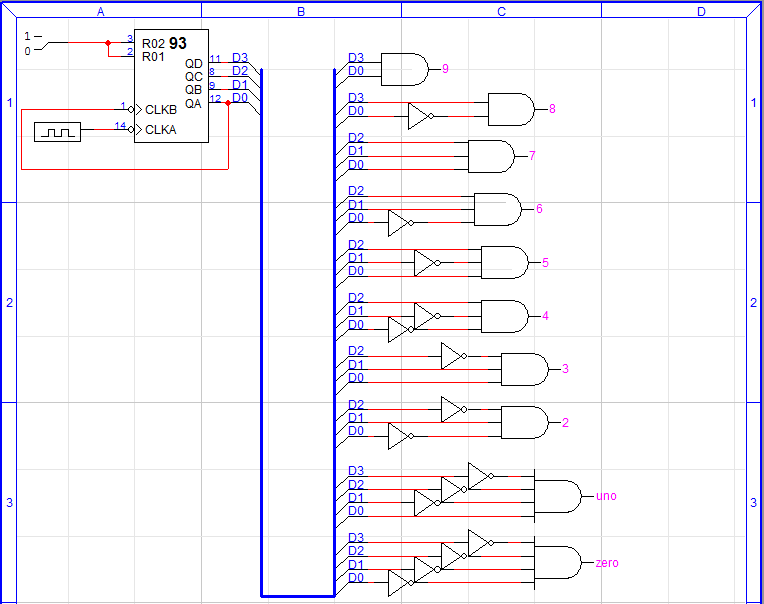 A B C D
1
0
3 R02 93
2 R01
QD 11 D3
QC 8 D2
QB 9 D1
QA 12 D0
1 CLKB
14 CLKA
D3
D0
9
D3
D0
8
D2
D1
D0
7
D2
D1
D0
6
D2
D1
D0
5
D2
D1
D0
4
D2
D1
D0
3
D2
D1
D0
2
D3
D2
D1
D0
uno
D3
D2
D1
D0
zero
1 1
2 2
3 3